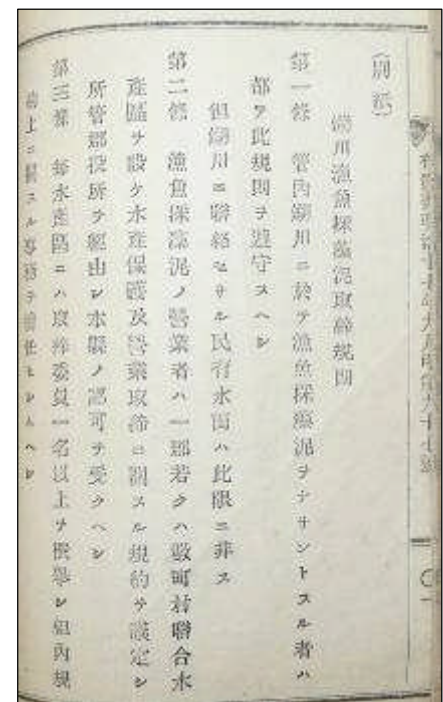 (別紙)
湖川漁魚採藻泥取締規則
第一條 管內湖川ニ於テ漁魚採藻泥ヲナサントスル者ハ
都テ此規則ヲ遵守スヘシ
但湖川ニ聯絡セサル民有水面ハ此限ニ非ス
第二條 漁魚採藻泥ノ營業者ハ一郡若クハ數町村聯合水
產區ヲ設ケ水產保護及營業取締ニ關スル規約ヲ議定シ
所管郡役所ヲ經由シ本縣ノ認可ヲ受クヘシ
第三條 每水產區ニハ取締委員一名以上ヲ撰擧シ組內規
約上ニ關スル事務ヲ擔任セシムヘシ